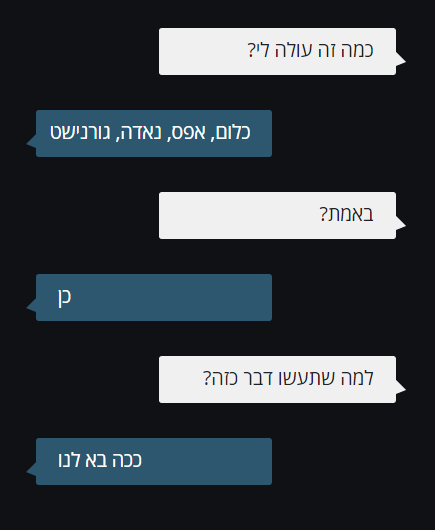 כמה זה עולה לי?
כלום, אפס, נאדה, גורנישט
באמת?
כן
למה שתעשו דבר כזה?
ככה בא לנו